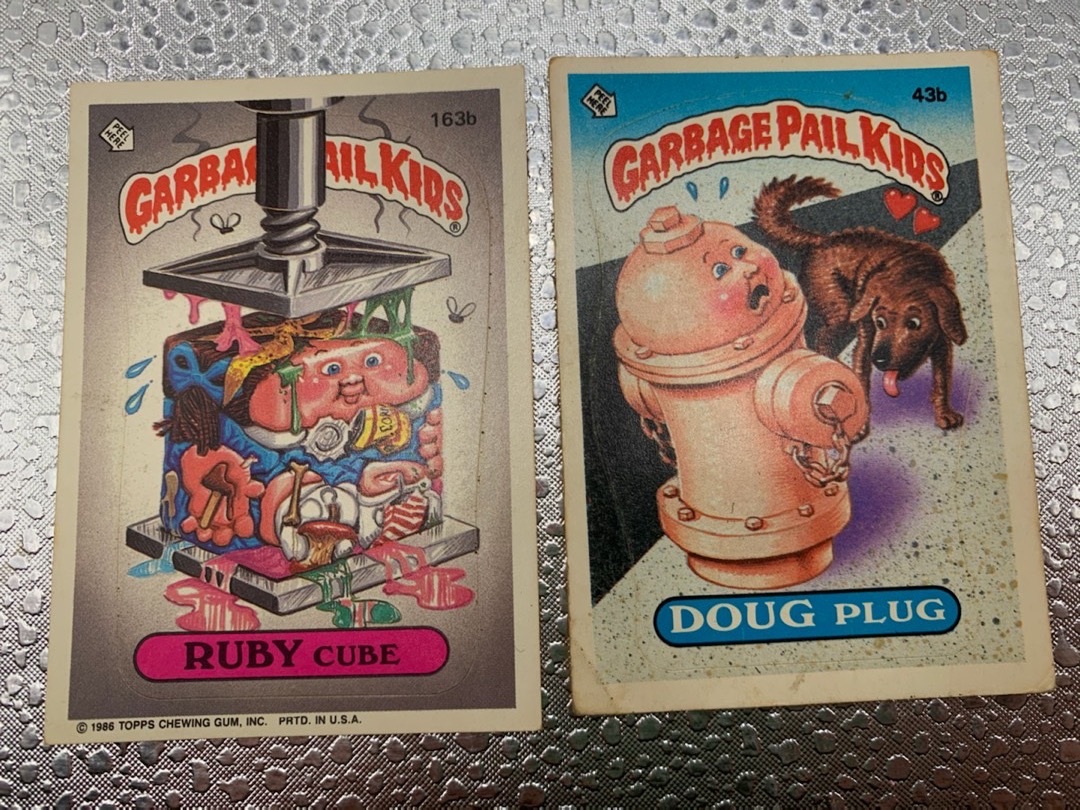 PEEL HERE
163b
GARBAGE PAIL KIDS®
RUBY CUBE
© 1986 TOPPS CHEWING GUM, INC. PRTD. IN U.S.A.
PEEL HERE
43b
GARBAGE PAIL KIDS®
DOUG PLUG